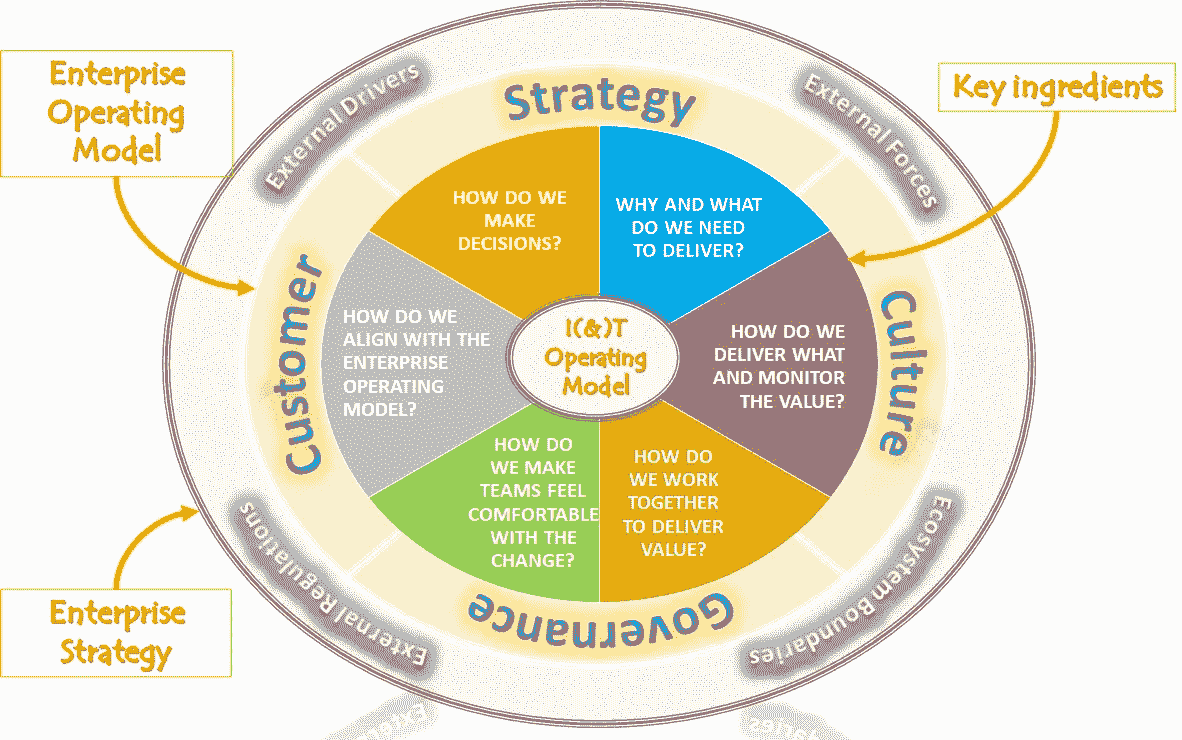 Enterprise
Operating
Model
Key ingredients
External Drivers
External Forces
Strategy
HOW DO WE
MAKE
DECISIONS?
WHY AND WHAT
DO WE NEED
TO DELIVER?
Customer
Culture
HOW DO WE
ALIGN WITH THE
ENTERPRISE
OPERATING
MODEL?
I(&)T
Operating
Model
HOW DO WE
DELIVER WHAT
AND MONITOR
THE VALUE?
HOW DO
WE MAKE
TEAMS FEEL
COMFORTABLE
WITH THE
CHANGE?
HOW DO
WE WORK
TOGETHER
TO DELIVER
VALUE?
Governance
External Regulations
Ecosystem Boundaries
Enterprise
Strategy